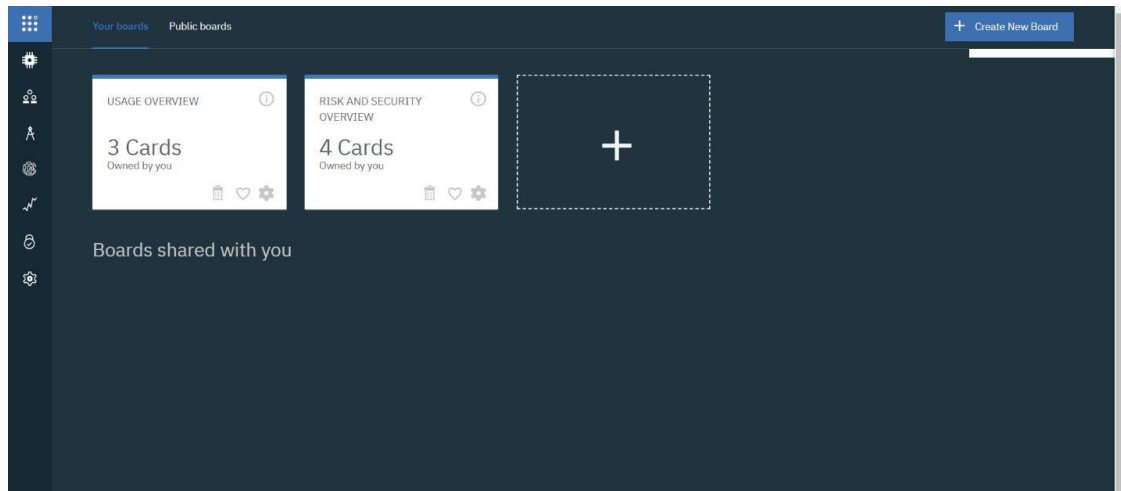 Your boards
Public boards
+ Create New Board
USAGE OVERVIEW
3 Cards
Owned by you
RISK AND SECURITY
OVERVIEW
4 Cards
Owned by you
+
Boards shared with you